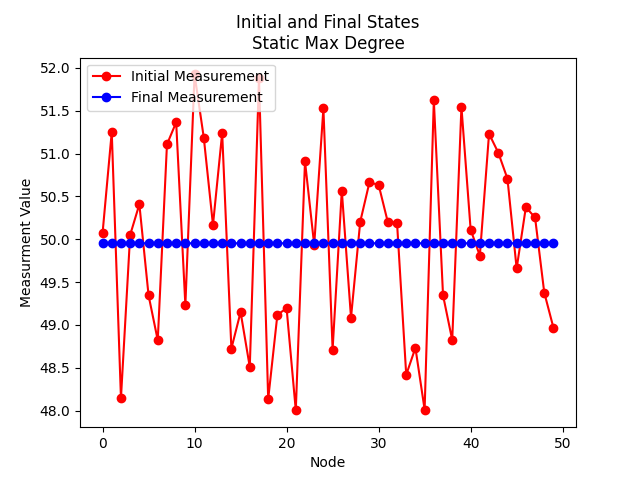 Initial and Final States
Static Max Degree
Initial Measurement
Final Measurement
Measurment Value
52.0
51.5
51.0
50.5
50.0
49.5
49.0
48.5
48.0
0 10 20 30 40 50
Node